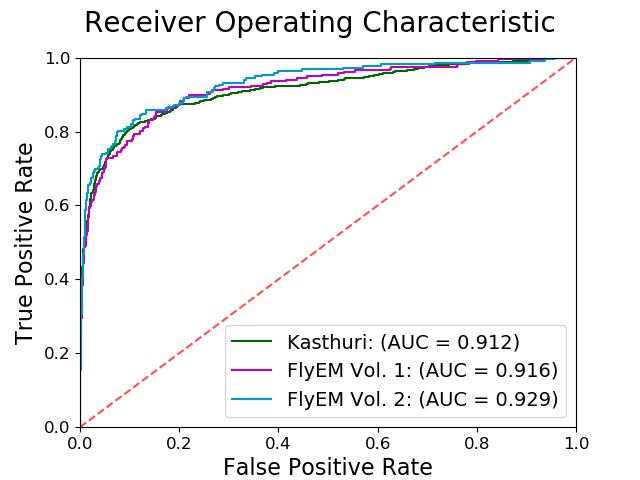 Receiver Operating Characteristic
1.0
0.8
0.6
0.4
0.2
0.0
True Positive Rate
Kasthuri: (AUC = 0.912)
FlyEM Vol. 1: (AUC = 0.916)
FlyEM Vol. 2: (AUC = 0.929)
0.0 0.2 0.4 0.6 0.8 1.0
False Positive Rate